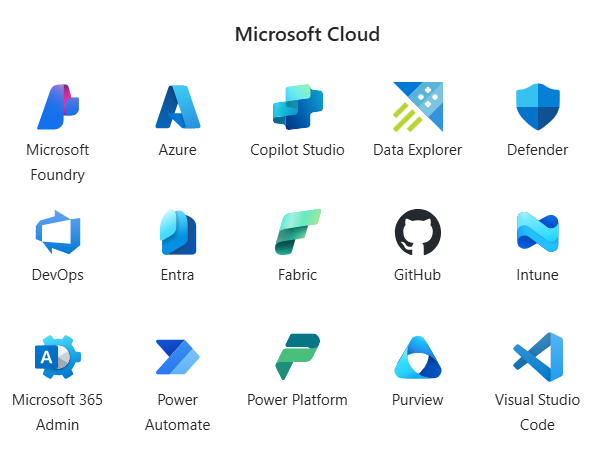 Microsoft Cloud
Microsoft Foundry
Azure
Copilot Studio
Data Explorer
Defender
DevOps
Entra
Fabric
GitHub
Intune
A
Microsoft 365 Admin
Power Automate
Power Platform
Purview
Visual Studio Code